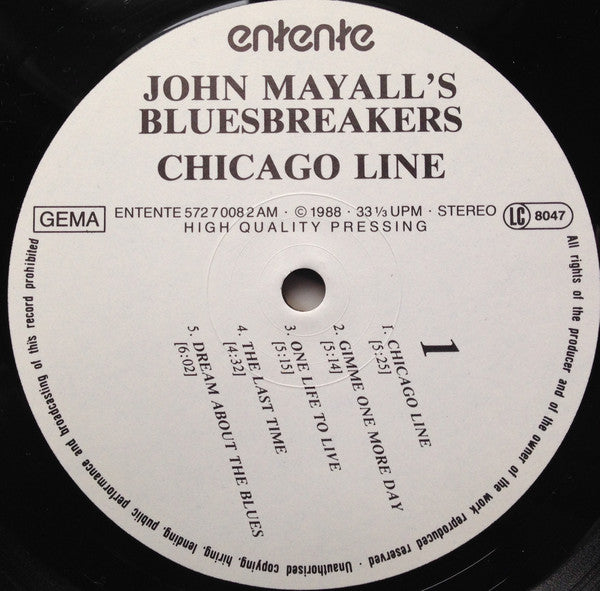 entente
JOHN MAYALL'S
BLUESBREAKERS
CHICAGO LINE
GEMA
ENTENTE 572 7 008 2 AM · © 1988 · 33 1/3 UPM · STEREO
LC 8047
HIGH QUALITY PRESSING
1
1. CHICAGO LINE
[5:25]
2. GIMME ONE MORE DAY
[5:14]
3. ONE LIFE TO LIVE
[5:15]
4. THE LAST TIME
[4:32]
5. DREAM ABOUT THE BLUES
[6:02]
All rights of the producer and of the owner of the work reproduced reserved · Unauthorised copying, hiring, lending, public performance and broadcasting of this record prohibited